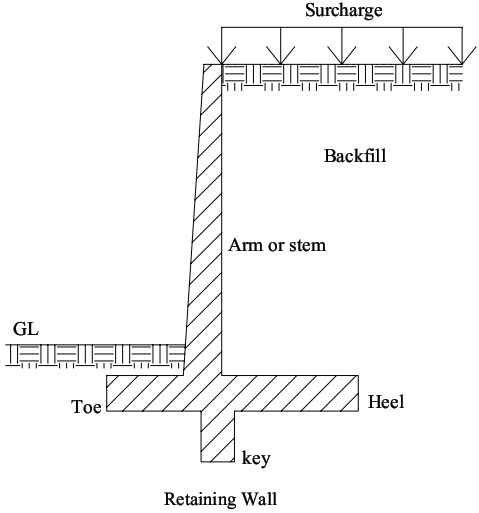 Surcharge
Backfill
Arm or stem
GL
Toe
Heel
key
Retaining Wall